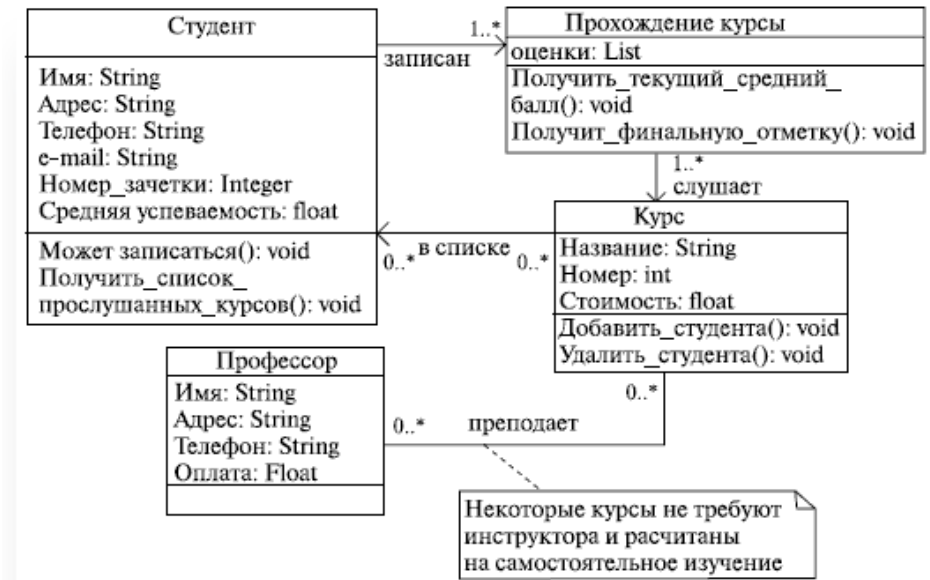 Студент
Имя: String
Адрес: String
Телефон: String
e-mail: String
Номер_зачетки: Integer
Средняя успеваемость: float
Может записаться(): void
Получить_список_
прослушанных_курсов(): void
1..*
записан
Прохождение курсы
оценки: List
Получить_текущий_средний_
балл(): void
Получит_финальную_отметку(): void
1..*
слушает
Курс
Название: String
Номер: int
Стоимость: float
Добавить_студента(): void
Удалить_студента(): void
0..* в списке 0..*
Профессор
Имя: String
Адрес: String
Телефон: String
Оплата: Float
0..*
0..* преподает
Некоторые курсы не требуют
инструктора и расчитаны
на самостоятельное изучение